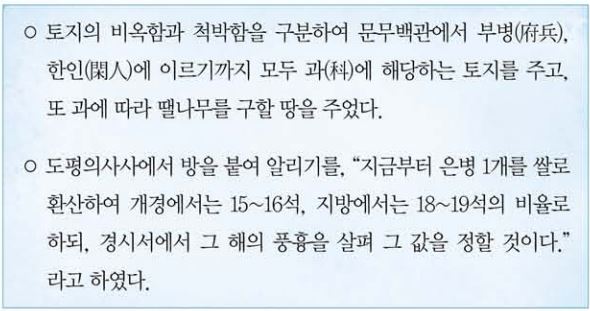 ○ 토지의 비옥함과 척박함을 구분하여 문무백관에서 부병(府兵),
한인(閑人)에 이르기까지 모두 과(科)에 해당하는 토지를 주고,
또 과에 따라 땔나무를 구할 땅을 주었다.
○ 도평의사사에서 방을 붙여 알리기를, “지금부터 은병 1개를 쌀로
환산하여 개경에서는 15~16석, 지방에서는 18~19석의 비율로
하되, 경시서에서 그 해의 풍흉을 살펴 그 값을 정할 것이다.”
라고 하였다.